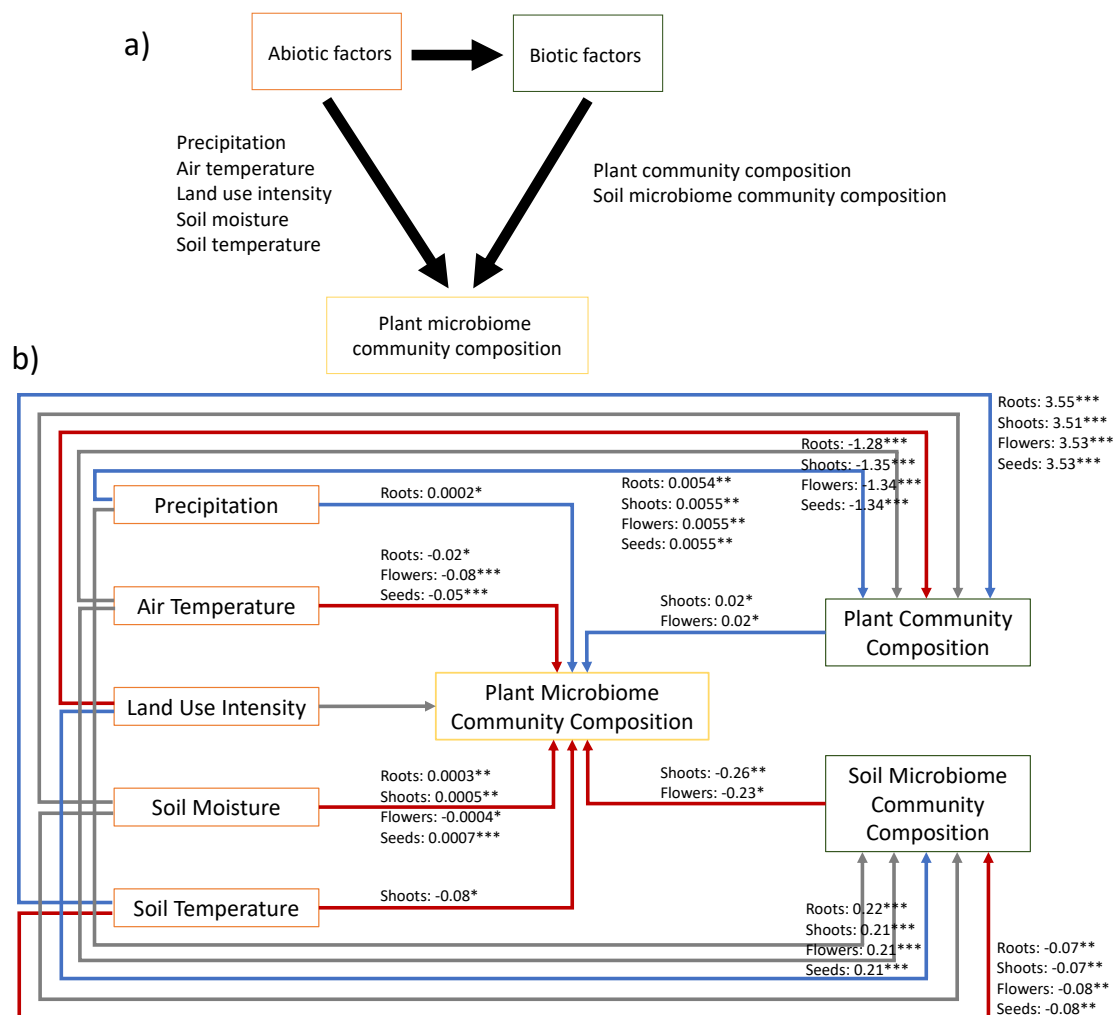 a)
Abiotic factors
Biotic factors
Precipitation
Air temperature
Land use intensity
Soil moisture
Soil temperature
Plant community composition
Soil microbiome community composition
Plant microbiome
community composition
b)
Roots: 3.55***
Shoots: 3.51***
Flowers: 3.53***
Seeds: 3.53***
Roots: -1.28***
Shoots: -1.35***
Flowers: -1.34***
Seeds: -1.34***
Roots: 0.0054**
Shoots: 0.0055**
Flowers: 0.0055**
Seeds: 0.0055**
Precipitation
Roots: 0.0002*
Air Temperature
Roots: -0.02*
Flowers: -0.08***
Seeds: -0.05***
Shoots: 0.02*
Flowers: 0.02*
Plant Community
Composition
Land Use Intensity
Plant Microbiome
Community Composition
Soil Moisture
Roots: 0.0003**
Shoots: 0.0005**
Flowers: -0.0004*
Seeds: 0.0007***
Shoots: -0.26**
Flowers: -0.23*
Soil Microbiome
Community
Composition
Soil Temperature
Shoots: -0.08*
Roots: 0.22***
Shoots: 0.21***
Flowers: 0.21***
Seeds: 0.21***
Roots: -0.07**
Shoots: -0.07**
Flowers: -0.08**
Seeds: -0.08**